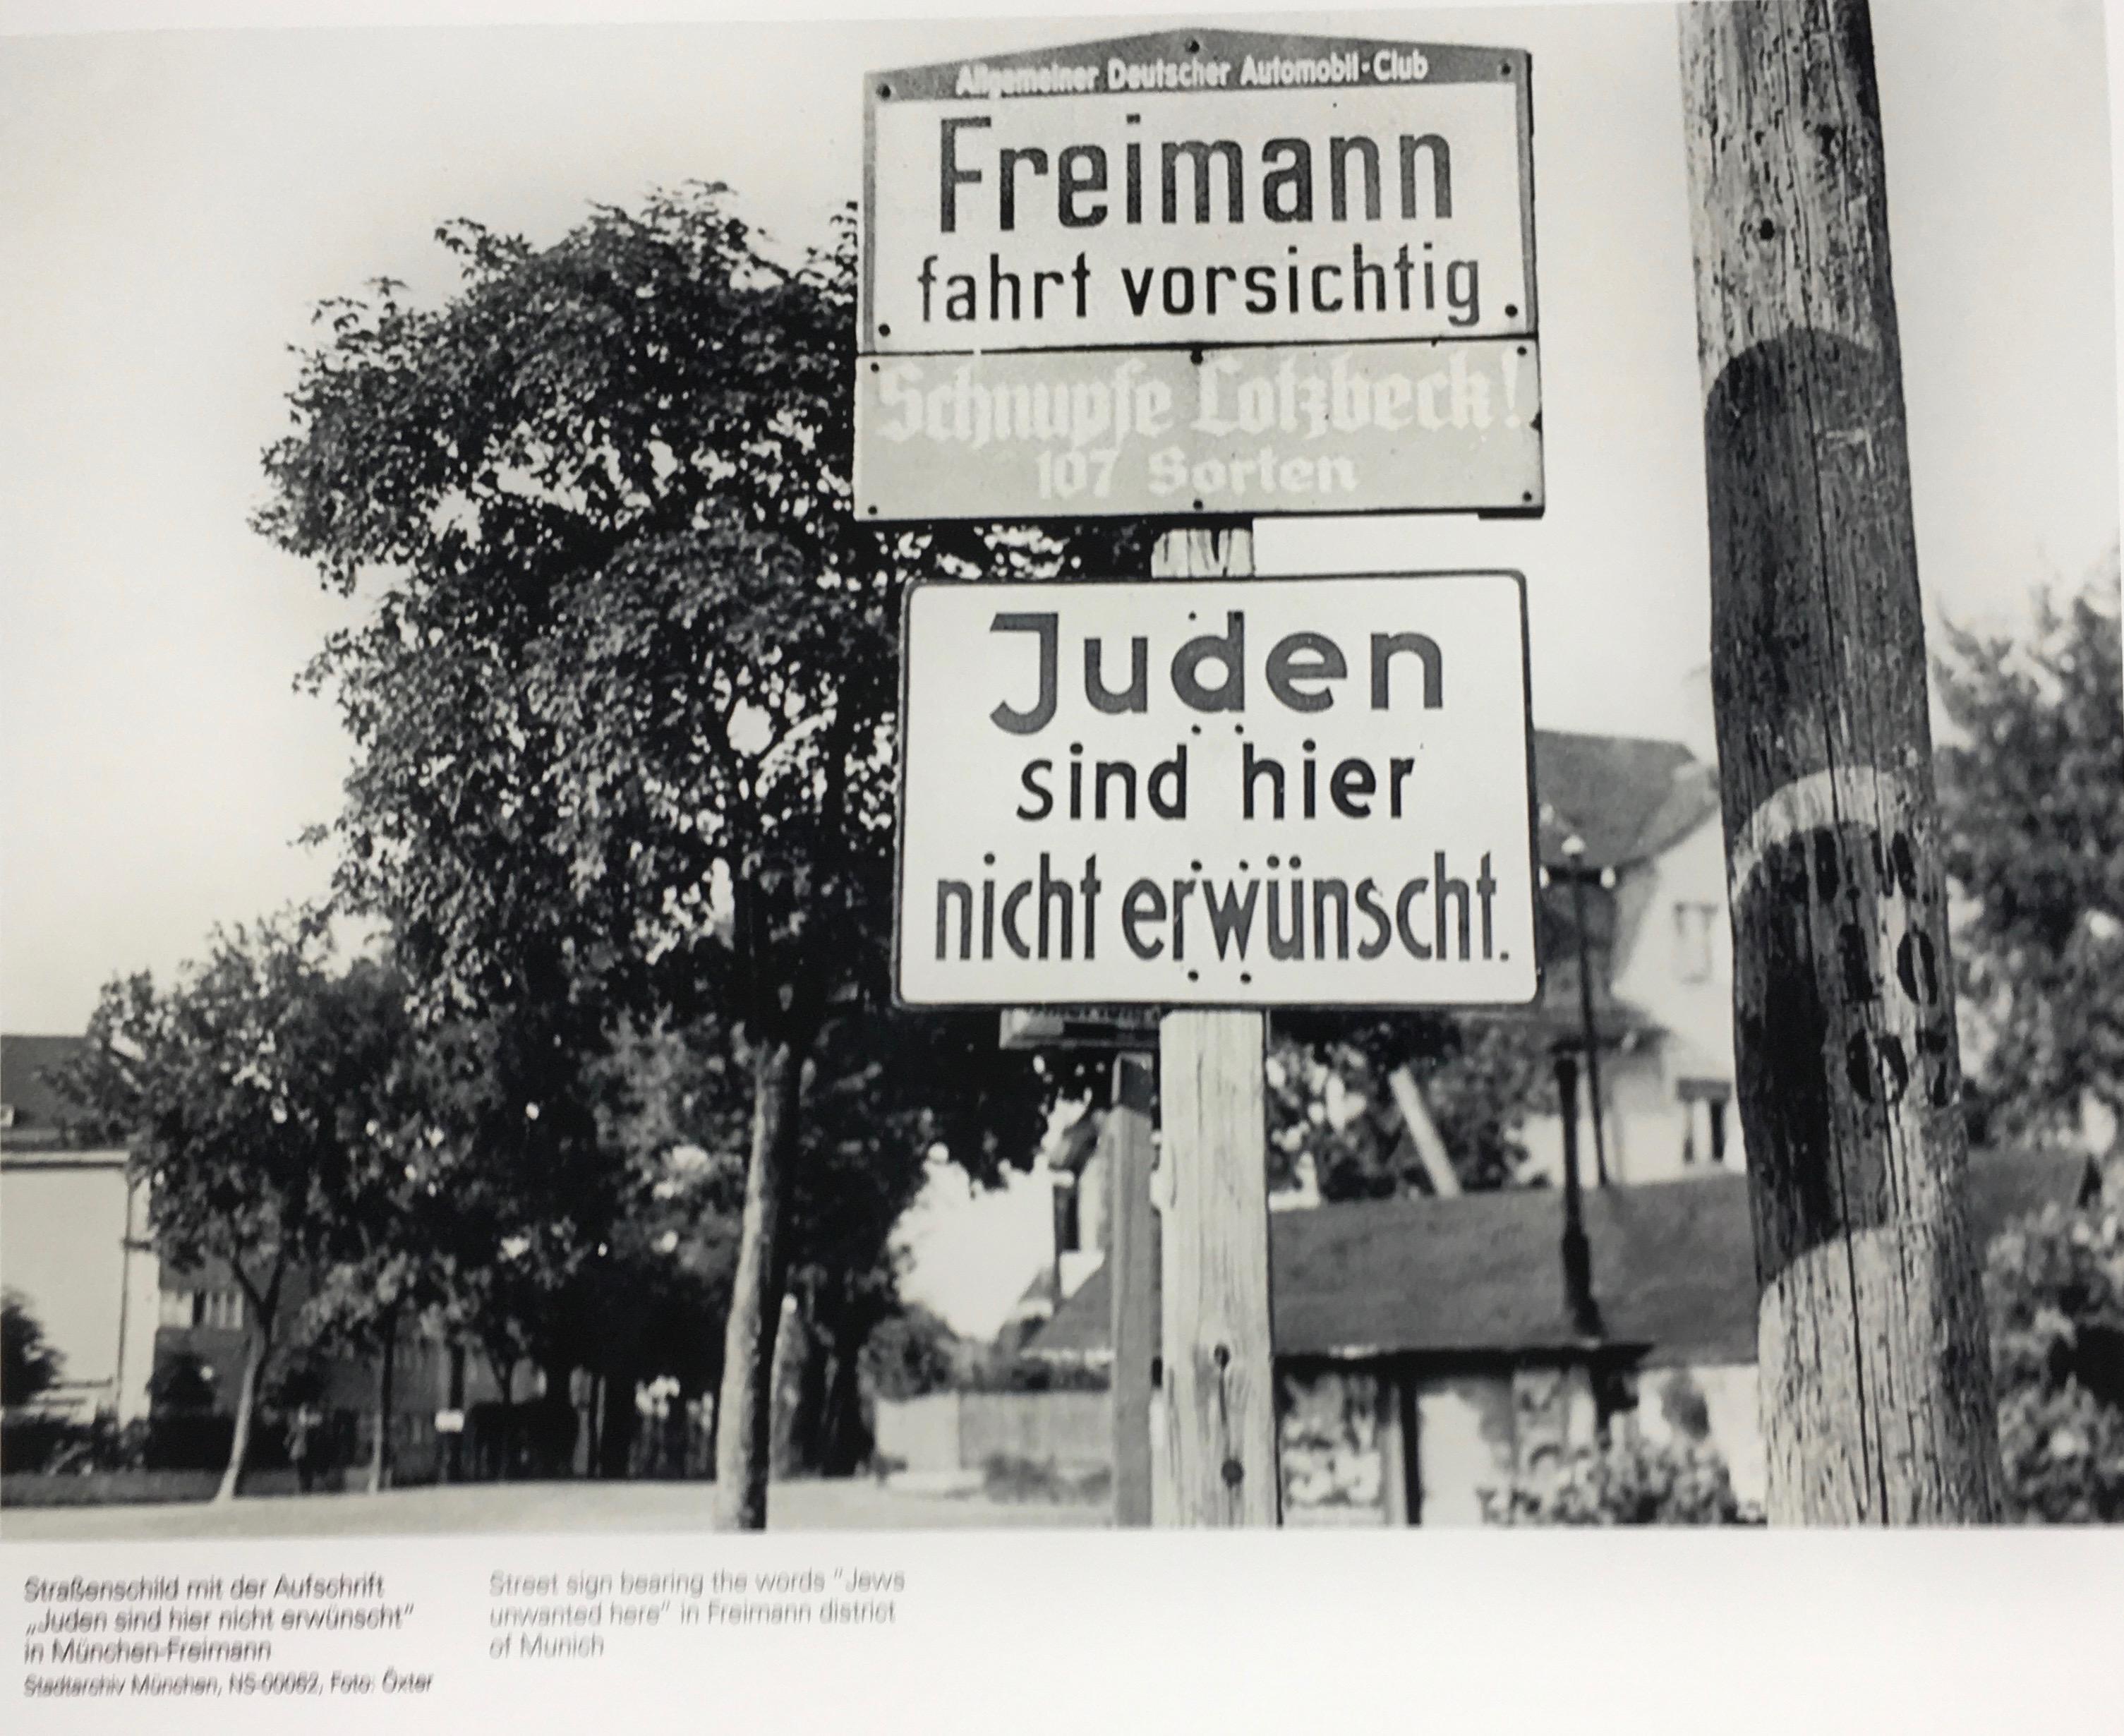 Allgemeiner Deutscher Automobil-Club
Freimann
fahrt vorsichtig.
Schnupfe Lotzbeck!
107 Sorten
Juden
sind hier
nicht erwünscht.
Straßenschild mit der Aufschrift
„Juden sind hier nicht erwünscht“
in München-Freimann
Stadtarchiv München, NS-00062, Foto: Öxler
Street sign bearing the words "Jews
unwanted here" in Freimann district
of Munich